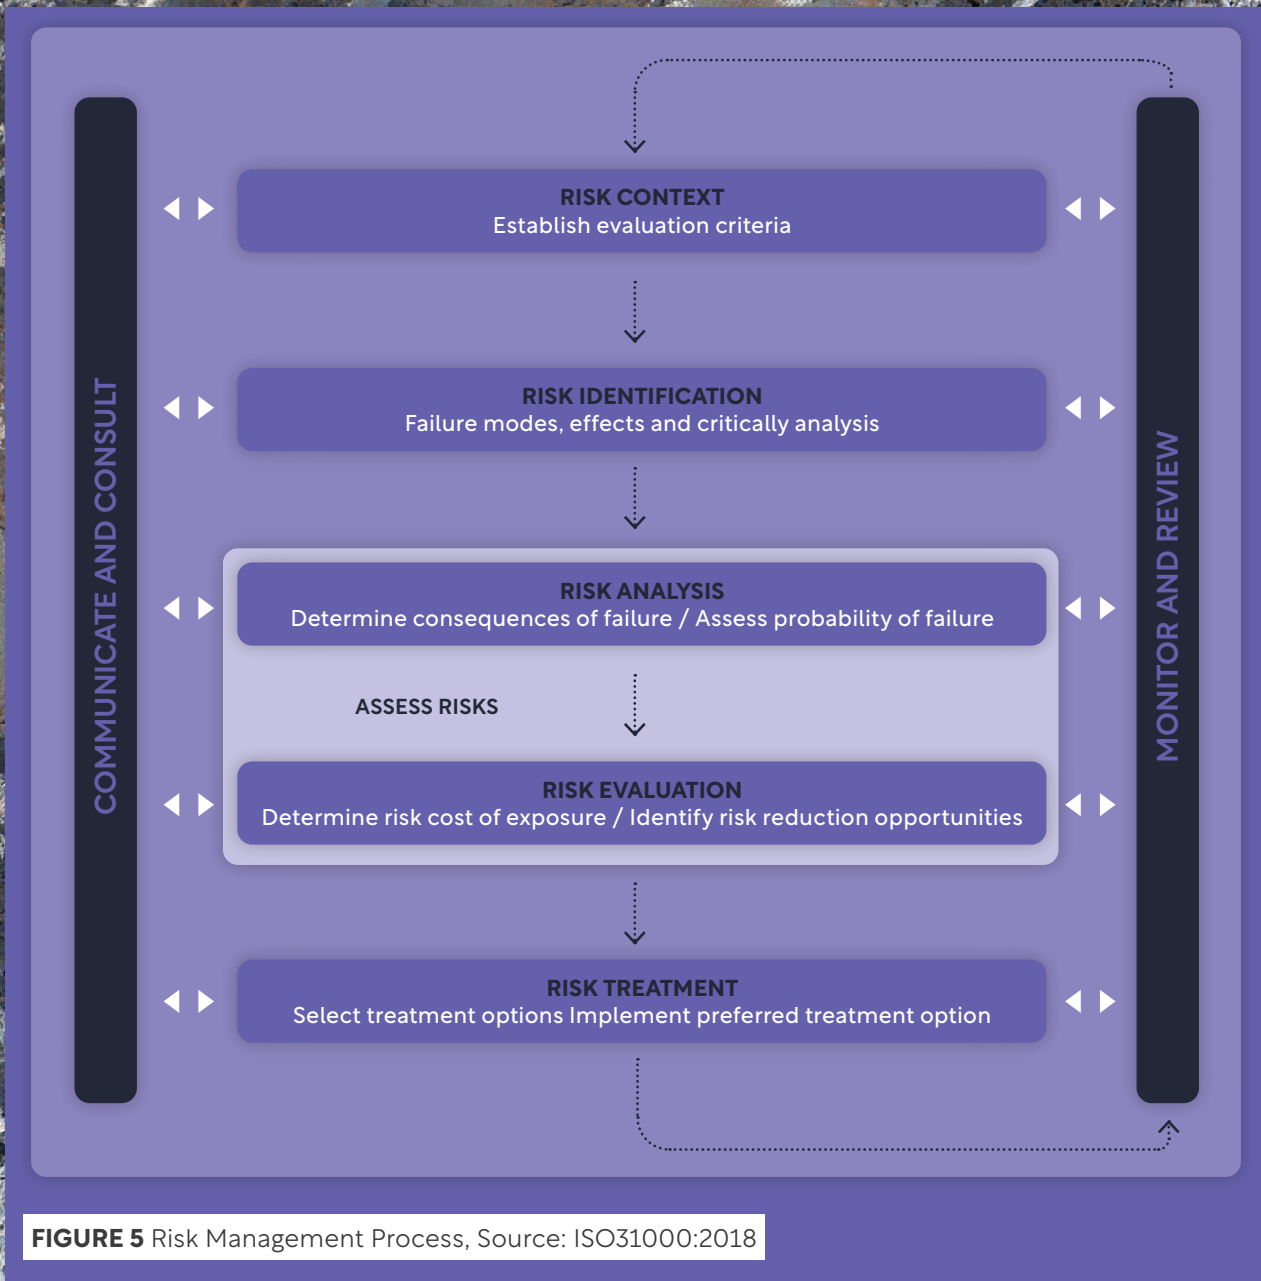 COMMUNICATE AND CONSULT
RISK CONTEXT
Establish evaluation criteria
RISK IDENTIFICATION
Failure modes, effects and critically analysis
RISK ANALYSIS
Determine consequences of failure / Assess probability of failure
ASSESS RISKS
RISK EVALUATION
Determine risk cost of exposure / Identify risk reduction opportunities
RISK TREATMENT
Select treatment options Implement preferred treatment option
MONITOR AND REVIEW
FIGURE 5 Risk Management Process, Source: ISO31000:2018